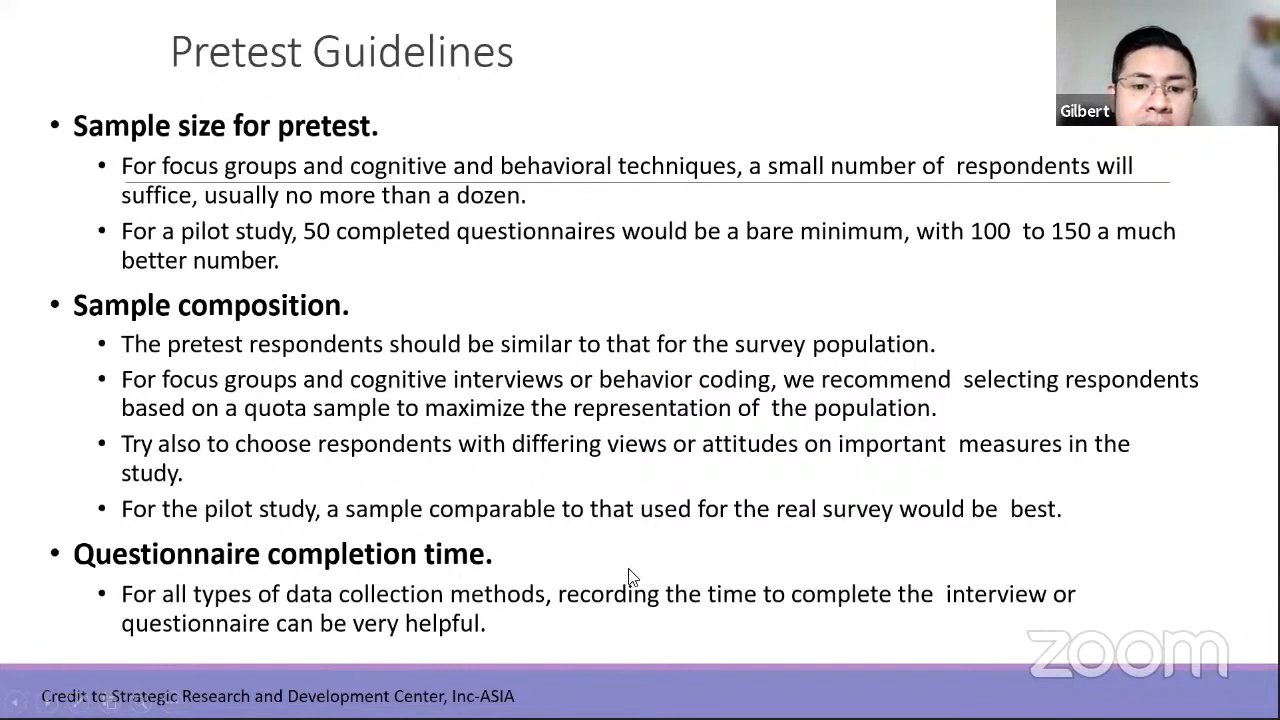 Pretest Guidelines
Gilbert
• Sample size for pretest.
• For focus groups and cognitive and behavioral techniques, a small number of respondents will
suffice, usually no more than a dozen.
• For a pilot study, 50 completed questionnaires would be a bare minimum, with 100 to 150 a much
better number.
• Sample composition.
• The pretest respondents should be similar to that for the survey population.
• For focus groups and cognitive interviews or behavior coding, we recommend selecting respondents
based on a quota sample to maximize the representation of the population.
• Try also to choose respondents with differing views or attitudes on important measures in the
study.
• For the pilot study, a sample comparable to that used for the real survey would be best.
• Questionnaire completion time.
• For all types of data collection methods, recording the time to complete the interview or
questionnaire can be very helpful.
zoom
Credit to Strategic Research and Development Center, Inc-ASIA